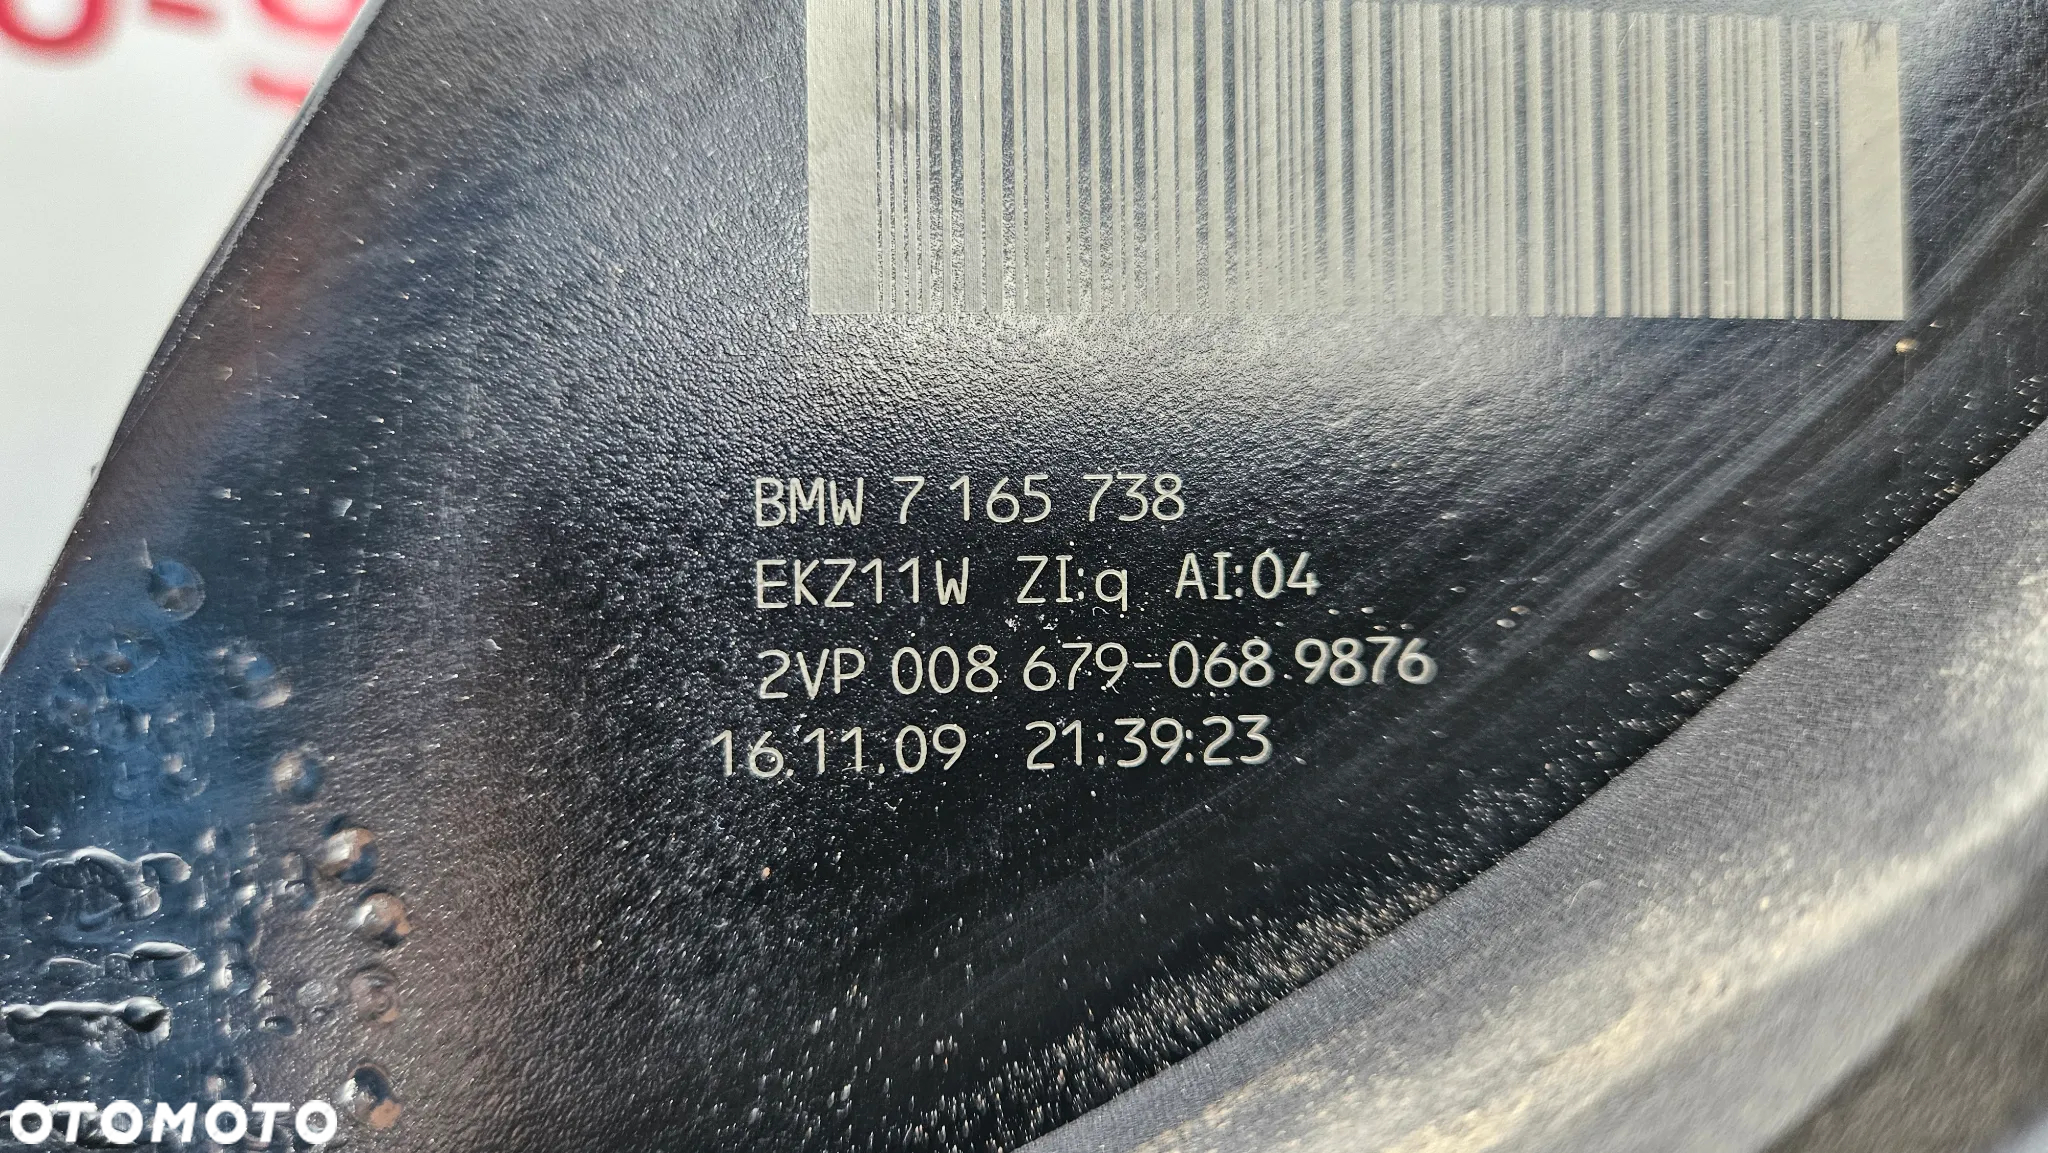 BMW 7 165 738
EKZ11W ZI:q AI:04
2VP 008 679-068 9876
16.11.09 21:39:23
OTOMOTO